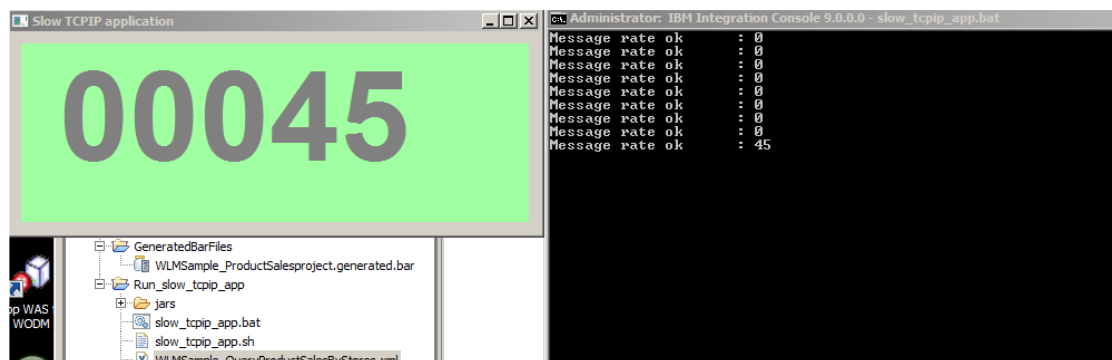 Slow TCPIP application
00045
Administrator: IBM Integration Console 9.0.0.0 - slow_tcpip_app.bat
Message rate ok : 0
Message rate ok : 0
Message rate ok : 0
Message rate ok : 0
Message rate ok : 0
Message rate ok : 0
Message rate ok : 0
Message rate ok : 0
Message rate ok : 45
GeneratedBarFiles
WLMSample_ProductSalesproject.generated.bar
Run_slow_tcpip_app
jars
slow_tcpip_app.bat
slow_tcpip_app.sh
WLMSample_QueryProductSalesByStores.xml
WAS
WODM